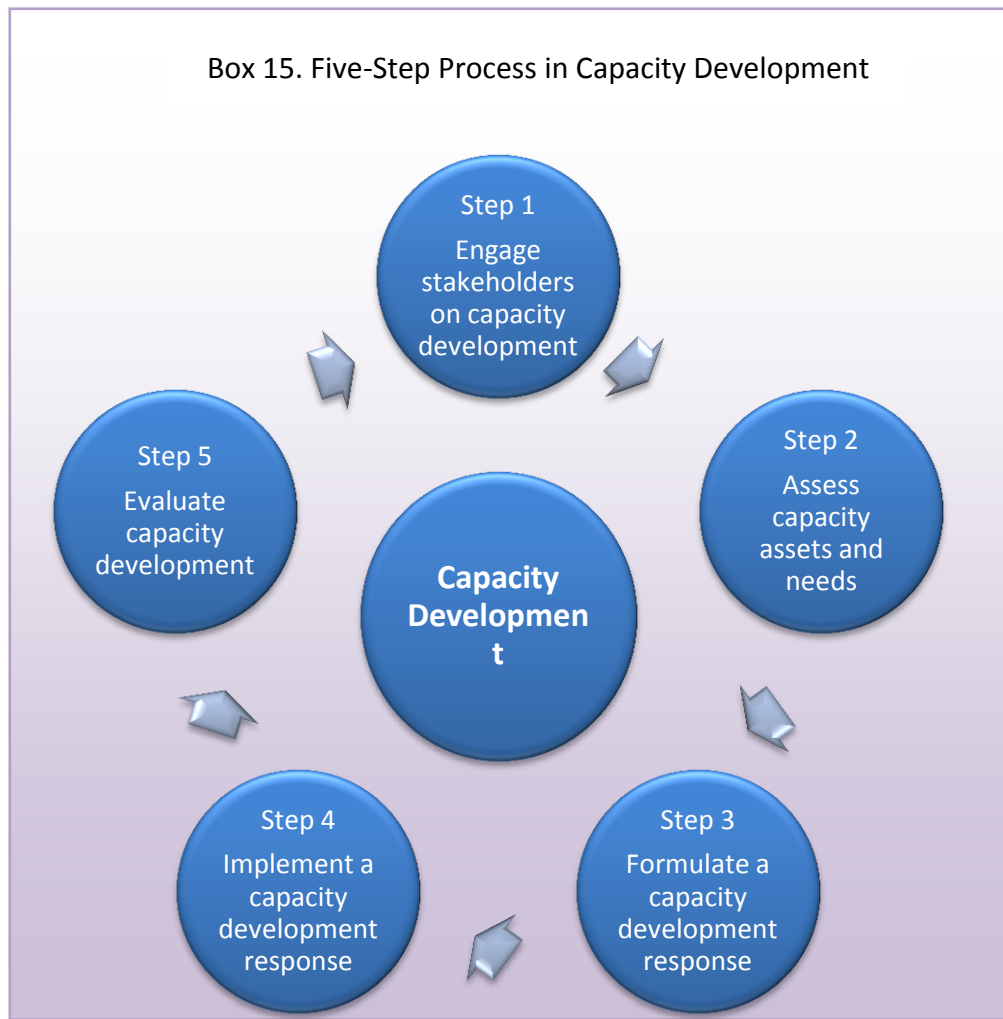 Box 15. Five-Step Process in Capacity Development
Step 1
Engage
stakeholders
on capacity
development
Step 2
Assess
capacity
assets and
needs
Step 3
Formulate a
capacity
development
response
Step 4
Implement a
capacity
development
response
Step 5
Evaluate
capacity
development
Capacity
Developmen
t